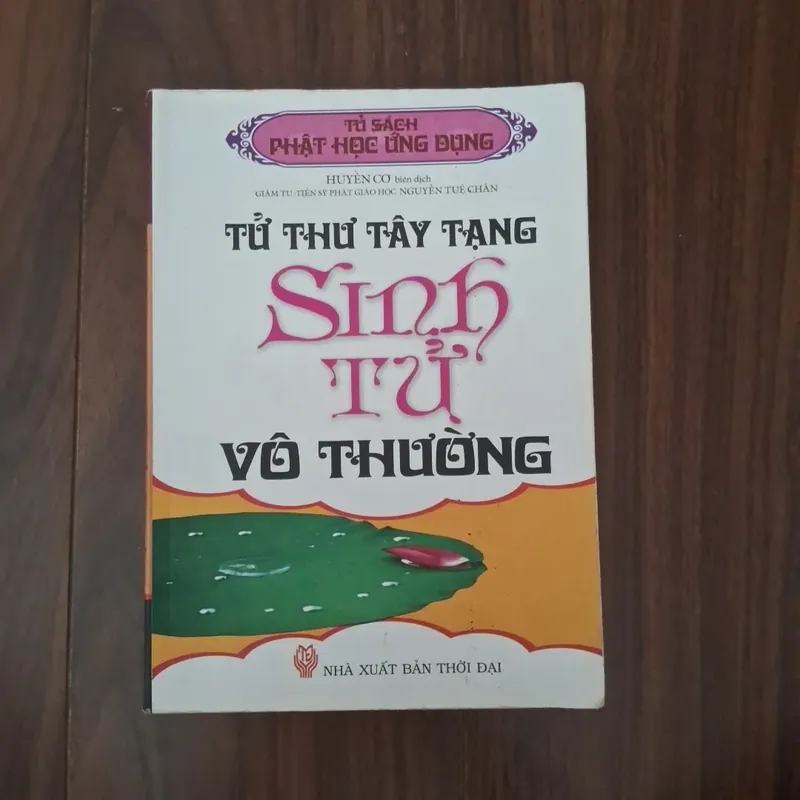 TỦ SÁCH
PHẬT HỌC ỨNG DỤNG
HUYỀN CƠ biên dịch
GIÁM TU: TIẾN SỸ PHẬT GIÁO HỌC NGUYỄN TUỆ CHÂN
TỬ THƯ TÂY TẠNG
SINH
TỬ
VÔ THƯỜNG
NHÀ XUẤT BẢN THỜI ĐẠI